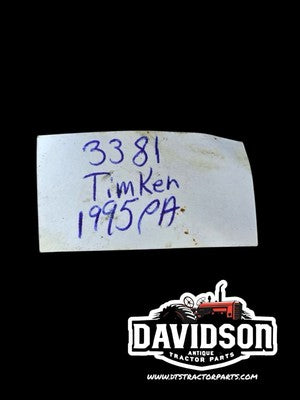 3381
Timken
1995PA
DAVIDSON
ANTIQUE
TRACTOR PARTS
WWW.DTSTRACTORPARTS.COM